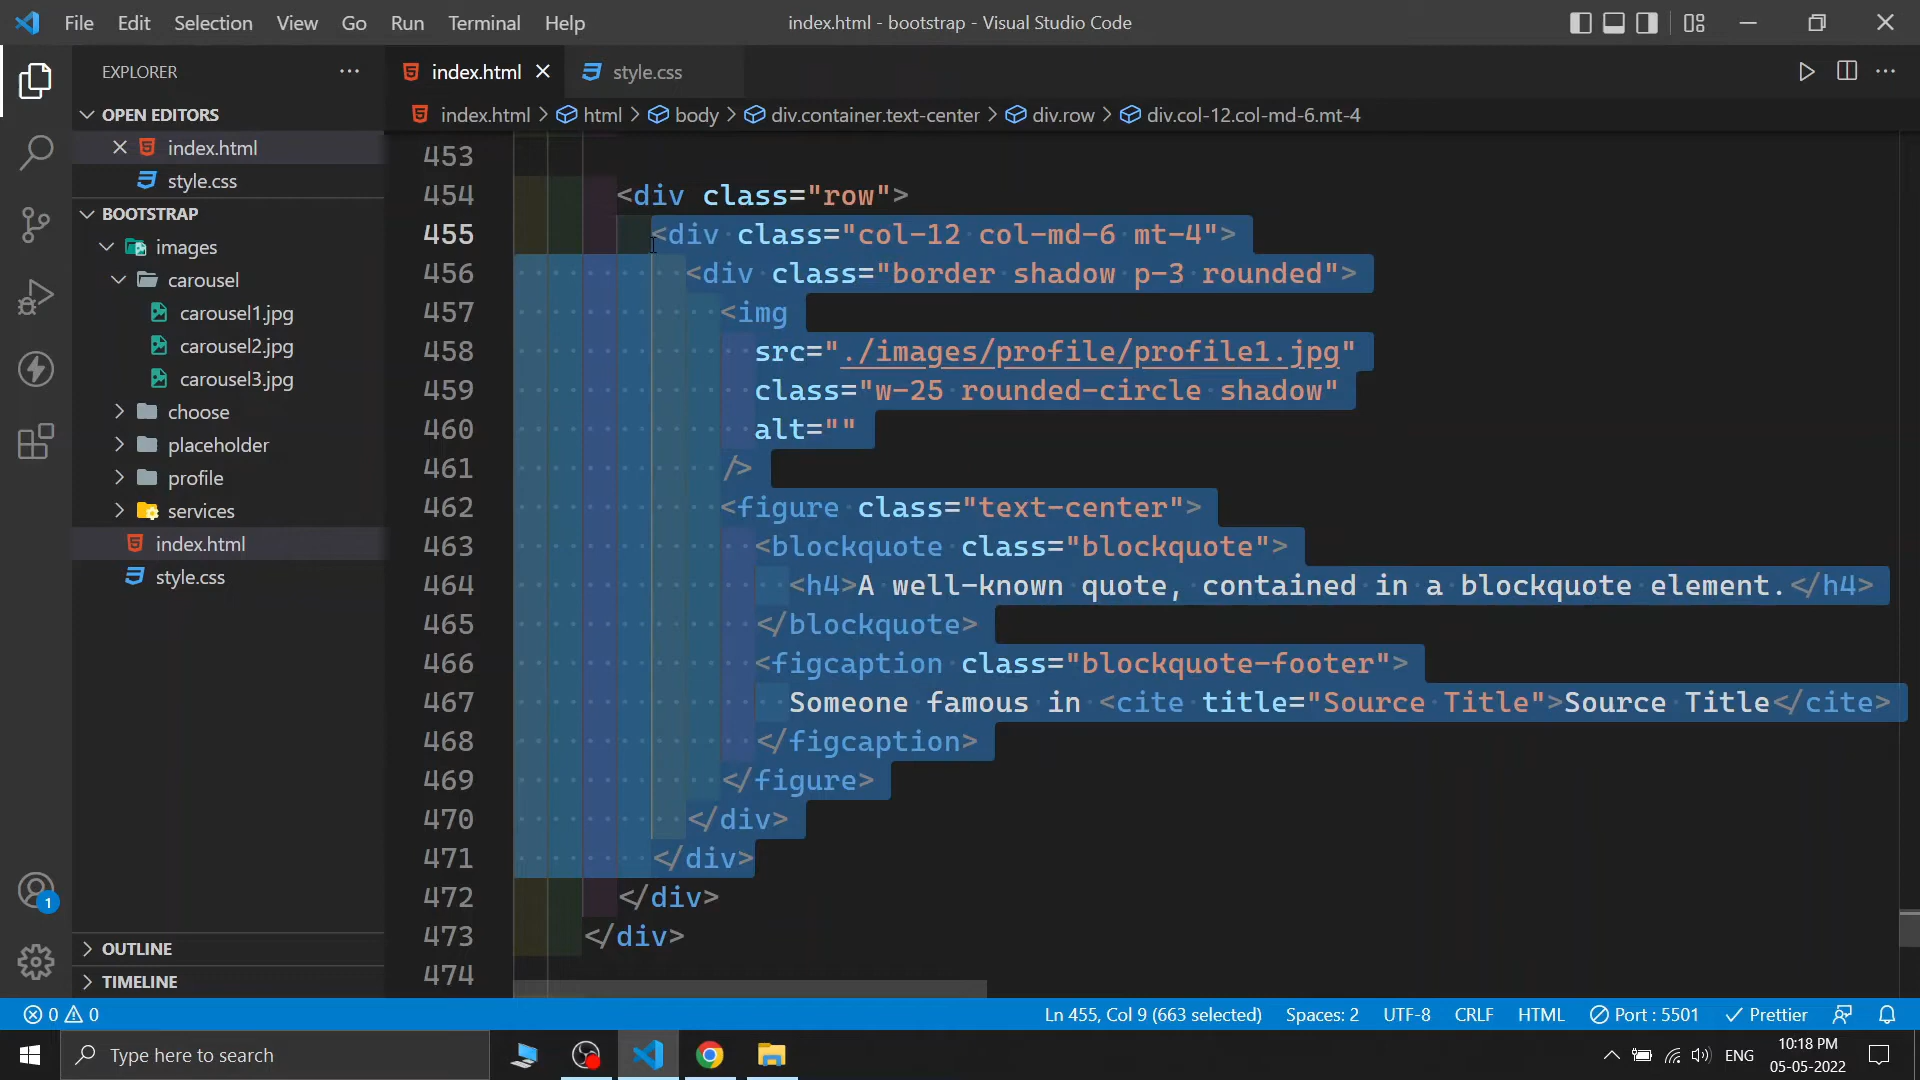 File Edit Selection View Go Run Terminal Help index.html - bootstrap - Visual Studio Code
EXPLORER
OPEN EDITORS
index.html
style.css
BOOTSTRAP
images
carousel
carousel1.jpg
carousel2.jpg
carousel3.jpg
choose
placeholder
profile
services
index.html
style.css
OUTLINE
TIMELINE
index.html style.css
index.html > html > body > div.container.text-center > div.row > div.col-12.col-md-6.mt-4
453
454 <div class="row">
455 <div class="col-12 col-md-6 mt-4">
456 <div class="border shadow p-3 rounded">
457 <img
458 src="./images/profile/profile1.jpg"
459 class="w-25 rounded-circle shadow"
460 alt=""
461 />
462 <figure class="text-center">
463 <blockquote class="blockquote">
464 <h4>A well-known quote, contained in a blockquote element.</h4>
465 </blockquote>
466 <figcaption class="blockquote-footer">
467 Someone famous in <cite title="Source Title">Source Title</cite>
468 </figcaption>
469 </figure>
470 </div>
471 </div>
472 </div>
473 </div>
474
1
0 0 Ln 455, Col 9 (663 selected) Spaces: 2 UTF-8 CRLF HTML Port : 5501 Prettier
Type here to search
ENG
10:18 PM
05-05-2022